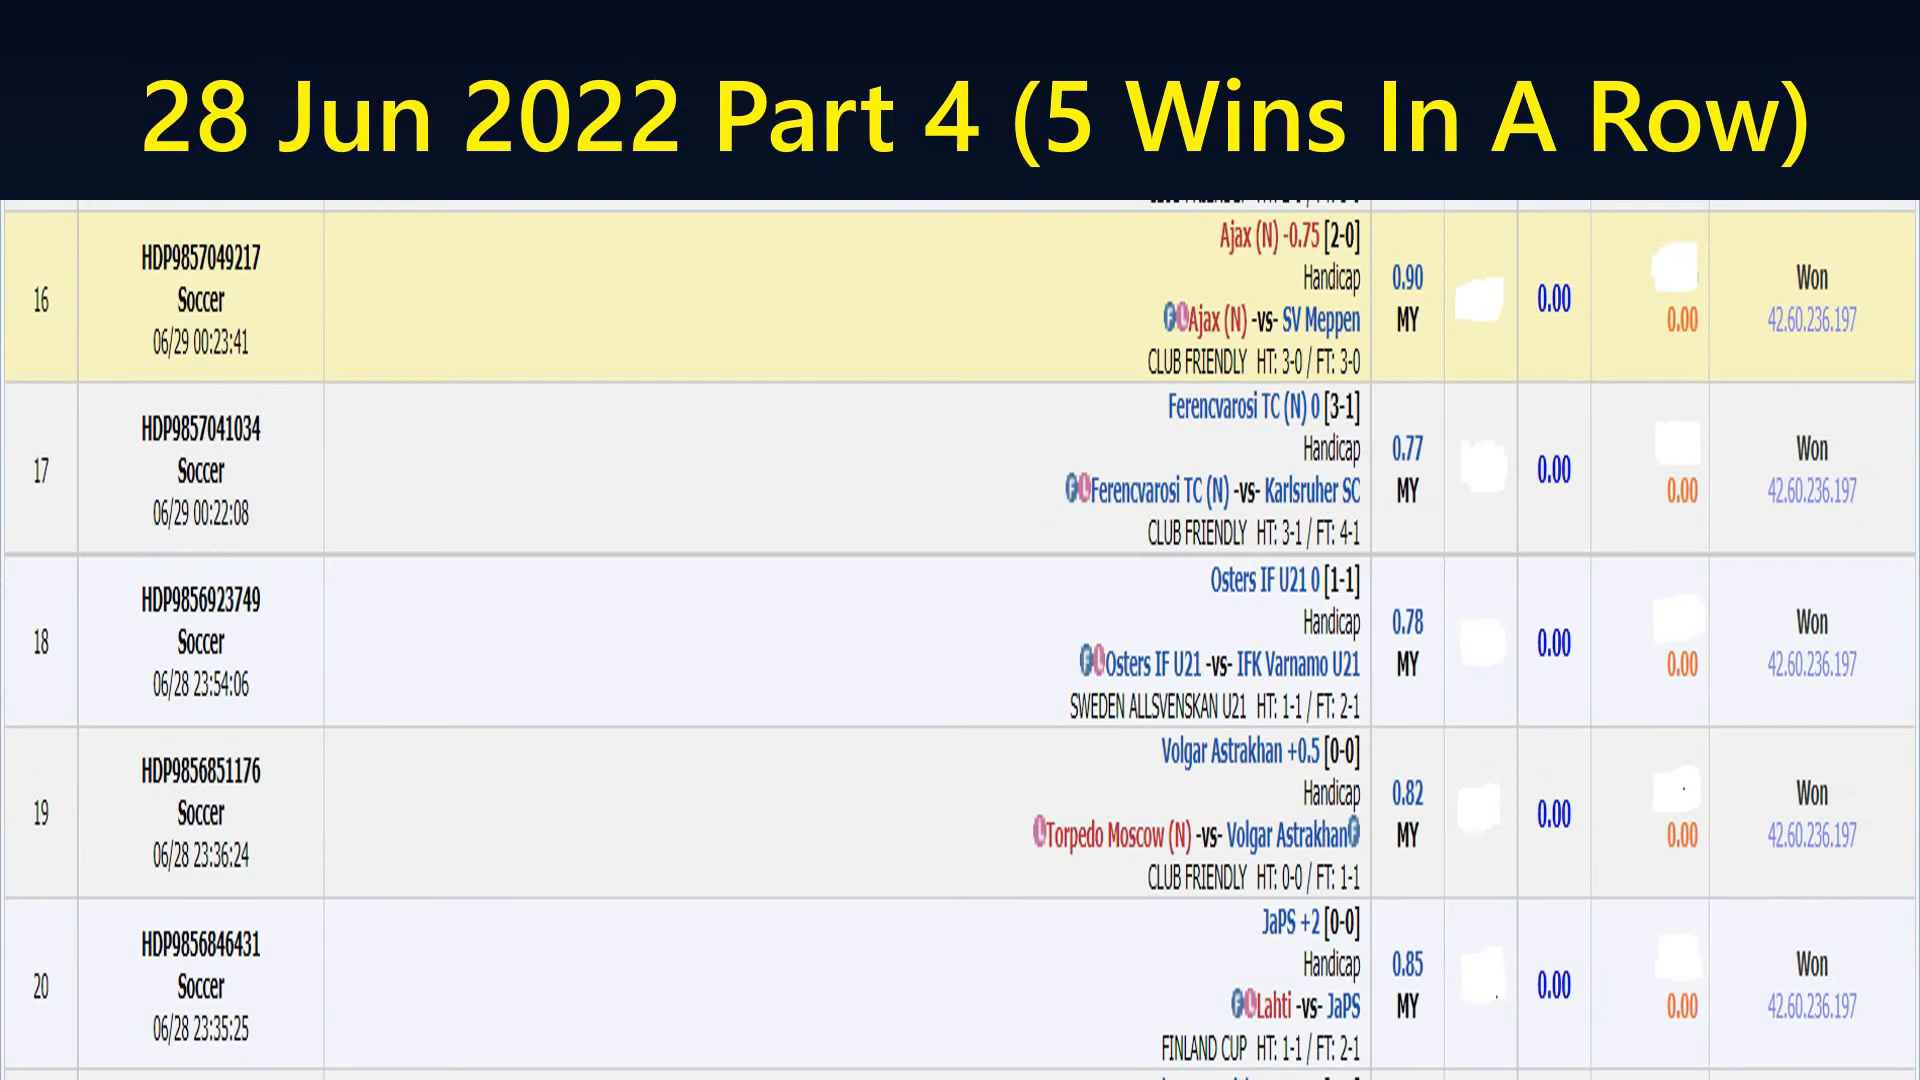 28 Jun 2022 Part 4 (5 Wins In A Row)
16
HDP9857049217
Soccer
06/29 00:23:41
Ajax (N) -0.75 [2-0]
Handicap
FLAjax (N) -vs- SV Meppen
CLUB FRIENDLY HT: 3-0 / FT: 3-0
0.90
MY
0.00
0.00
Won
42.60.236.197
17
HDP9857041034
Soccer
06/29 00:22:08
Ferencvarosi TC (N) 0 [3-1]
Handicap
FLFerencvarosi TC (N) -vs- Karlsruher SC
CLUB FRIENDLY HT: 3-1 / FT: 4-1
0.77
MY
0.00
0.00
Won
42.60.236.197
18
HDP9856923749
Soccer
06/28 23:54:06
Osters IF U21 0 [1-1]
Handicap
FLOsters IF U21 -vs- IFK Varnamo U21
SWEDEN ALLSVENSKAN U21 HT: 1-1 / FT: 2-1
0.78
MY
0.00
0.00
Won
42.60.236.197
19
HDP9856851176
Soccer
06/28 23:36:24
Volgar Astrakhan +0.5 [0-0]
Handicap
LTorpedo Moscow (N) -vs- Volgar AstrakhanF
CLUB FRIENDLY HT: 0-0 / FT: 1-1
0.82
MY
0.00
0.00
Won
42.60.236.197
20
HDP9856846431
Soccer
06/28 23:35:25
JaPS +2 [0-0]
Handicap
FLLahti -vs- JaPS
FINLAND CUP HT: 1-1 / FT: 2-1
0.85
MY
0.00
0.00
Won
42.60.236.197